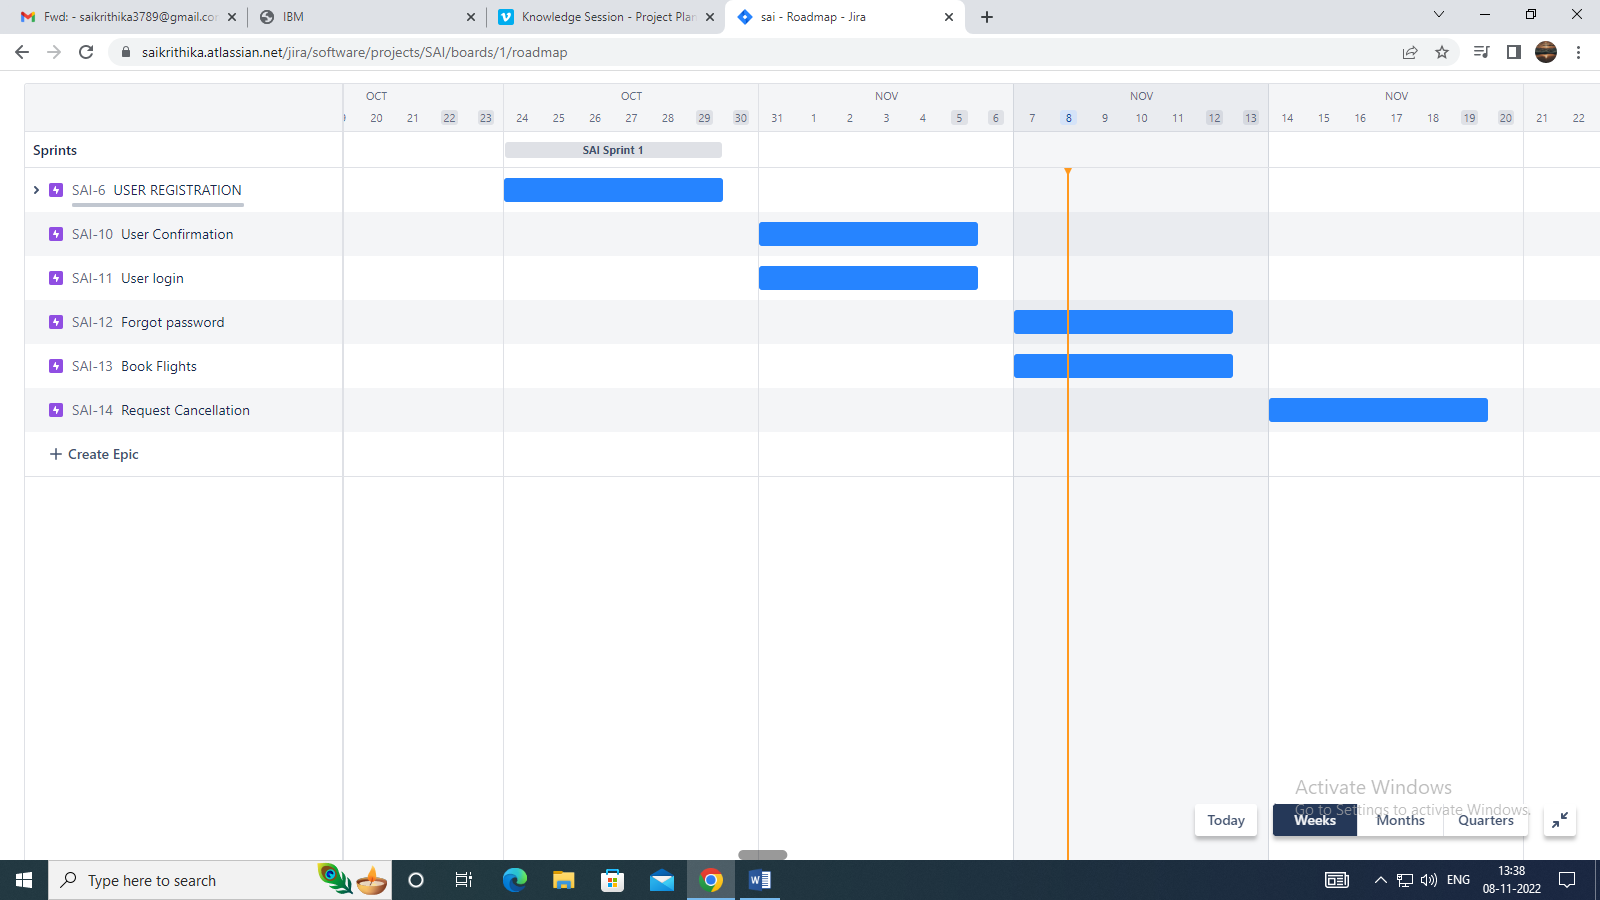 Fwd: - saikrithika3789@gmail.co
IBM
Knowledge Session - Project Plan
sai - Roadmap - Jira
saikrithika.atlassian.net/jira/software/projects/SAI/boards/1/roadmap
OCT OCT NOV NOV NOV
20 21 22 23 24 25 26 27 28 29 30 31 1 2 3 4 5 6 7 8 9 10 11 12 13 14 15 16 17 18 19 20 21 22
Sprints
SAI Sprint 1
SAI-6 USER REGISTRATION
SAI-10 User Confirmation
SAI-11 User login
SAI-12 Forgot password
SAI-13 Book Flights
SAI-14 Request Cancellation
+ Create Epic
Activate Windows
Go to Settings to activate Windows.
Today Weeks Months Quarters
Type here to search
ENG
13:38
08-11-2022